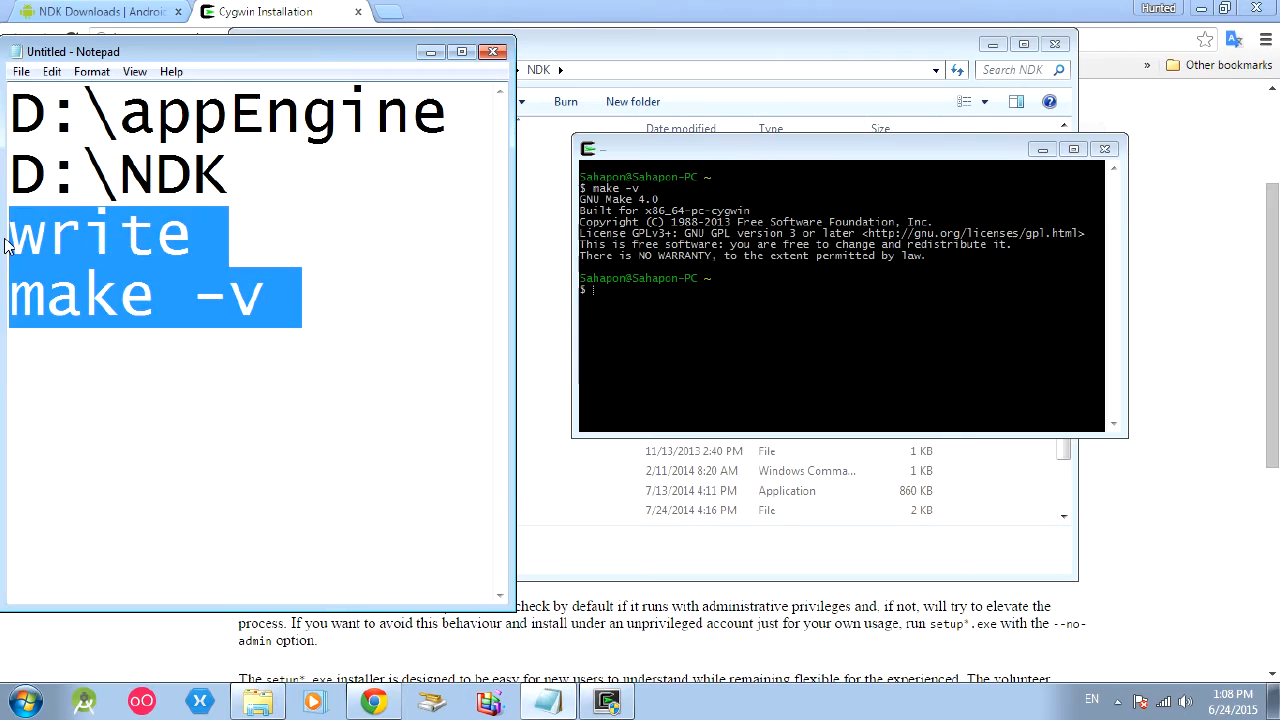 NDK Downloads | Android
Cygwin Installation
Hunted
Other bookmarks
Untitled - Notepad
File Edit Format View Help
D:\appEngine
D:\NDK
write
make -v
NDK
Search NDK
Burn New folder
Date modified Type Size
Sahapon@Sahapon-PC ~
$ make -v
GNU Make 4.0
Built for x86_64-pc-cygwin
Copyright (C) 1988-2013 Free Software Foundation, Inc.
License GPLv3+: GNU GPL version 3 or later <http://gnu.org/licenses/gpl.html>
This is free software: you are free to change and redistribute it.
There is NO WARRANTY, to the extent permitted by law.
Sahapon@Sahapon-PC ~
$
11/13/2013 2:40 PM File 1 KB
2/11/2014 8:20 AM Windows Comma... 1 KB
7/13/2014 4:11 PM Application 860 KB
7/24/2014 4:16 PM File 2 KB
check by default if it runs with administrative privileges and, if not, will try to elevate the
process. If you want to avoid this behaviour and install under an unprivileged account just for your own usage, run setup*.exe with the --no-
admin option.
The setup*.exe installer is designed to be easy for new users to understand while remaining flexible for the experienced. The volunteer
EN
1:08 PM
6/24/2015